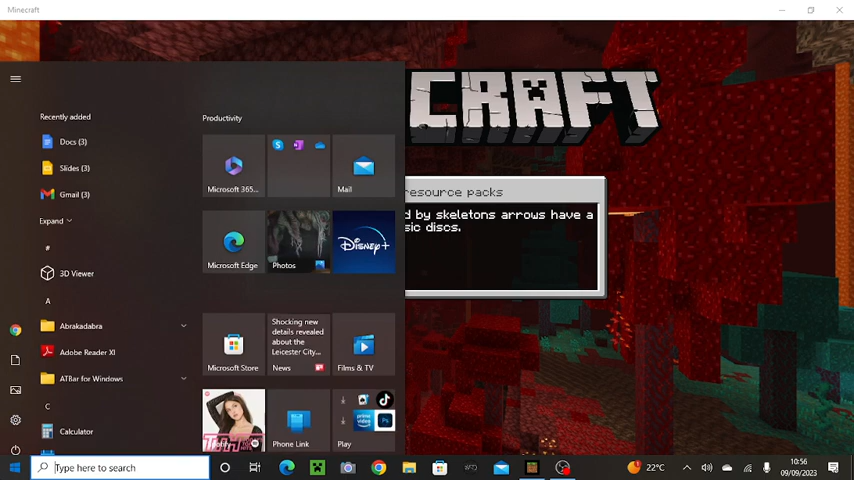 Minecraft
CRAFT
Recently added
Productivity
Docs (3)
Slides (3)
Gmail (3)
Microsoft 365...
Mail
resource packs
d by skeletons arrows have a
sic discs.
Expand
#
3D Viewer
Microsoft Edge
Photos
Disney+
A
Abrakadabra
Adobe Reader XI
ATBar for Windows
Shocking new
details revealed
about the
Leicester City...
Microsoft Store
News
Films & TV
C
Calculator
Phone Link
Play
prime video
Ps
Type here to search
22°C
10:56
09/09/2023